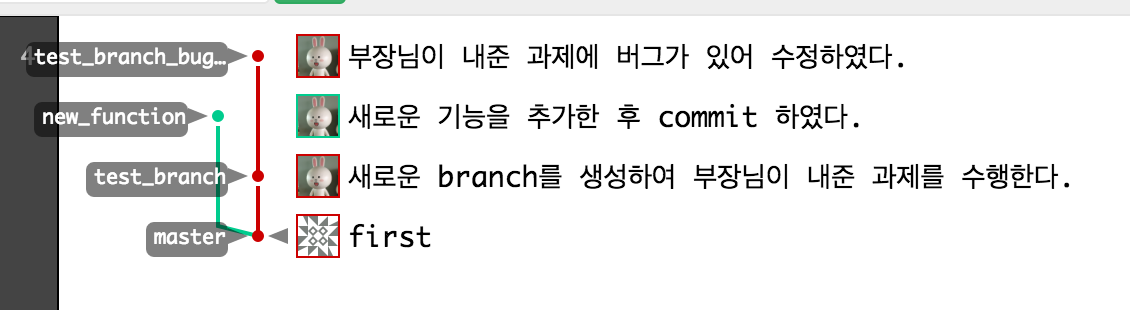 4
test_branch_bug… 부장님이 내준 과제에 버그가 있어 수정하였다.
new_function 새로운 기능을 추가한 후 commit 하였다.
test_branch 새로운 branch를 생성하여 부장님이 내준 과제를 수행한다.
master first